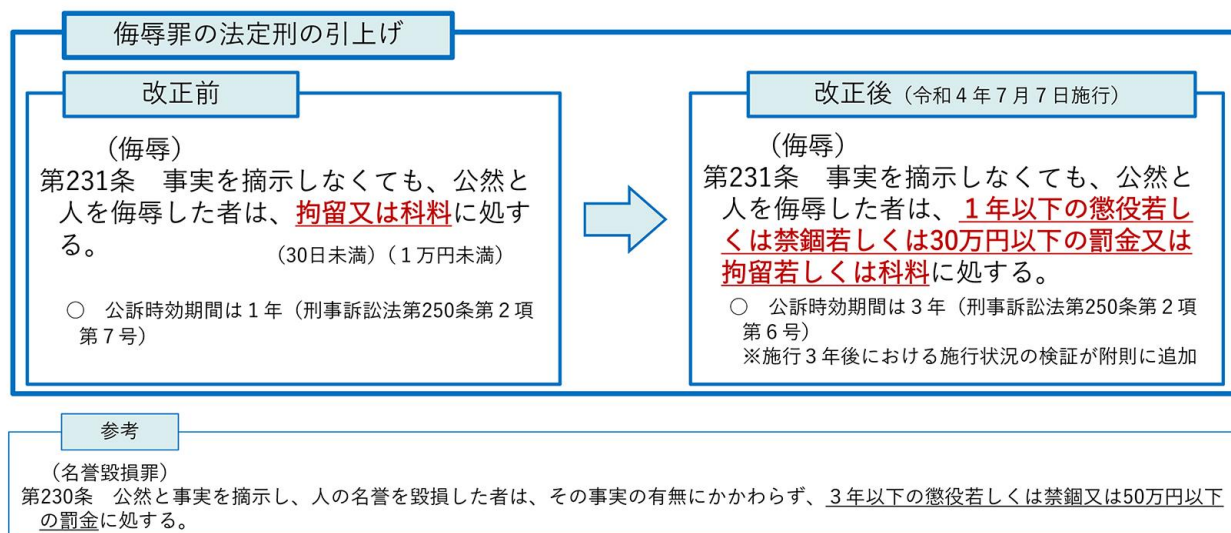 侮辱罪の法定刑の引上げ
改正前
（侮辱）
第231条　事実を摘示しなくても、公然と
人を侮辱した者は、拘留又は科料に処す
る。
（30日未満）（１万円未満）
○　公訴時効期間は１年（刑事訴訟法第250条第２項
第７号）
改正後（令和４年７月７日施行）
（侮辱）
第231条　事実を摘示しなくても、公然と
人を侮辱した者は、１年以下の懲役若し
くは禁錮若しくは30万円以下の罰金又は
拘留若しくは科料に処する。
○　公訴時効期間は３年（刑事訴訟法第250条第２項
第６号）
※施行３年後における施行状況の検証が附則に追加
参考
（名誉毀損罪）
第230条　公然と事実を摘示し、人の名誉を毀損した者は、その事実の有無にかかわらず、３年以下の懲役若しくは禁錮又は50万円以下
の罰金に処する。